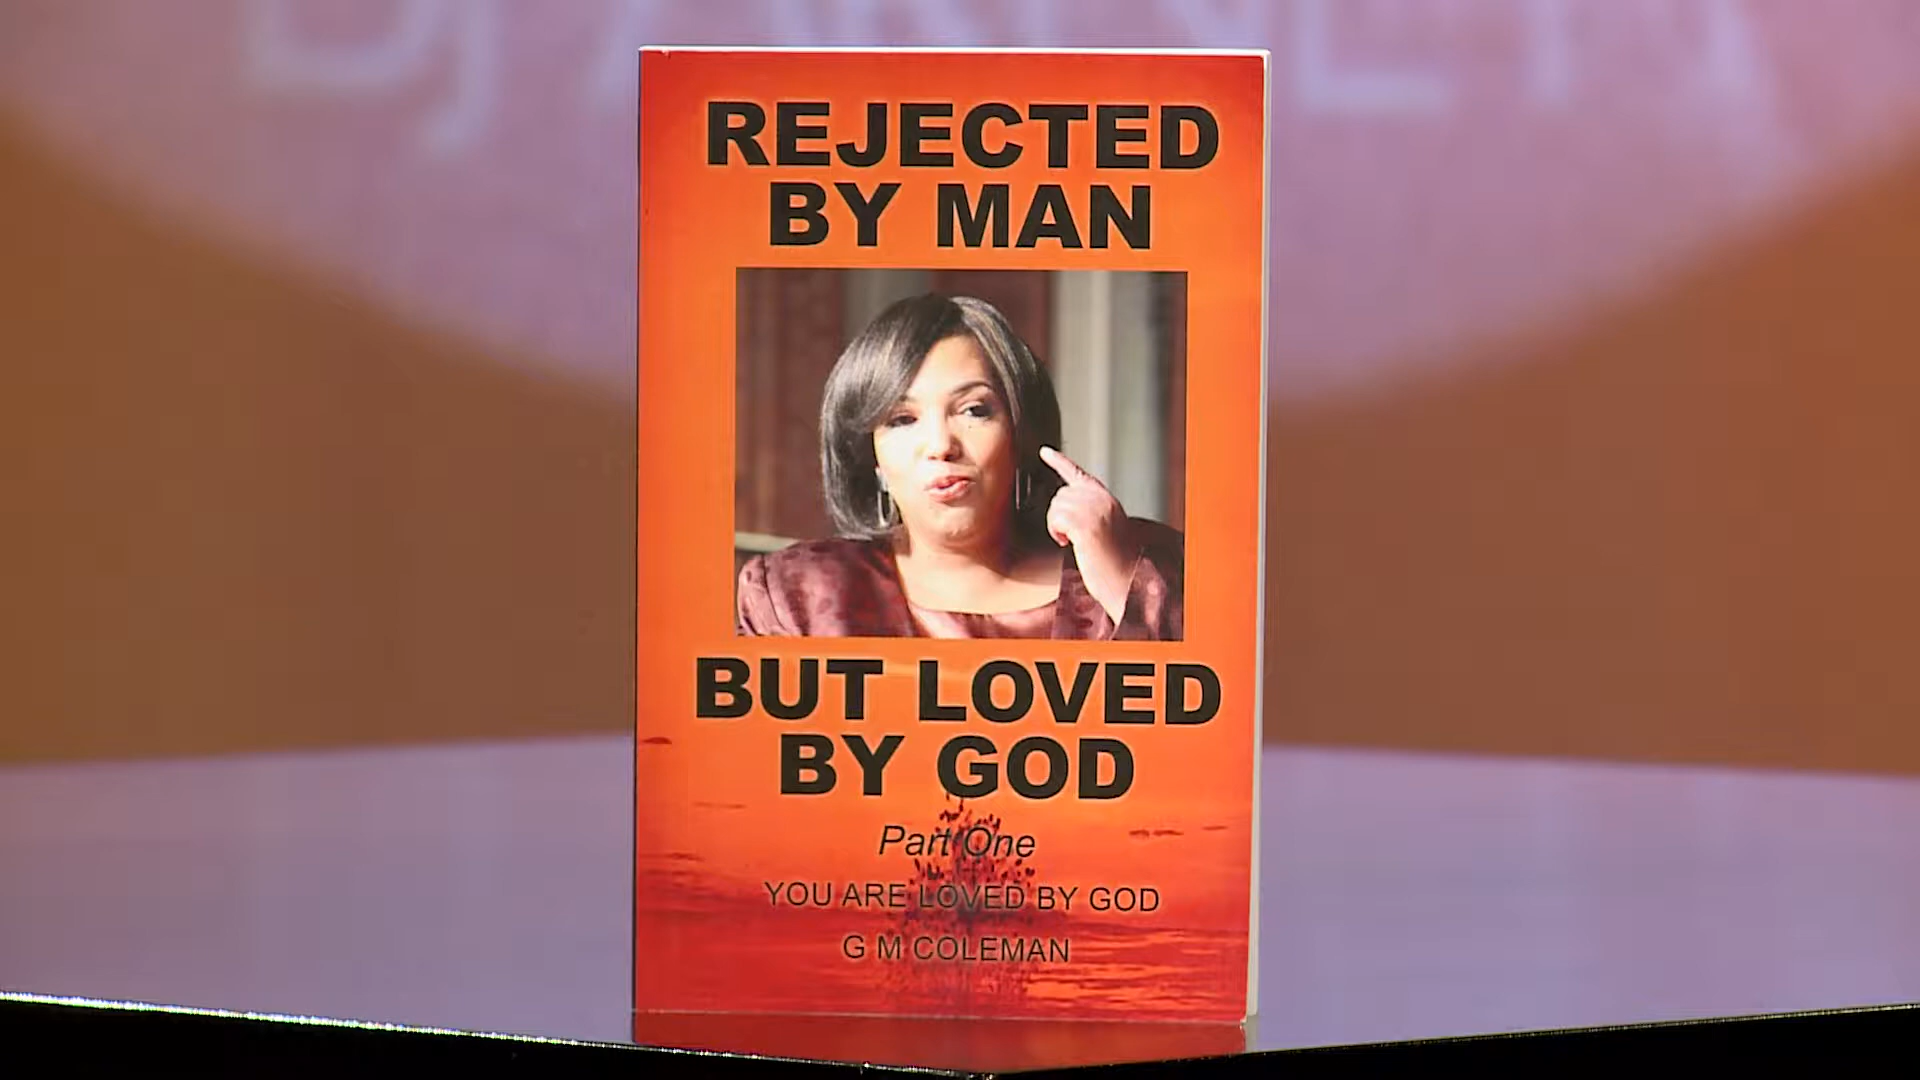 REJECTED
BY MAN
BUT LOVED
BY GOD
Part One
YOU ARE LOVED BY GOD
G M COLEMAN